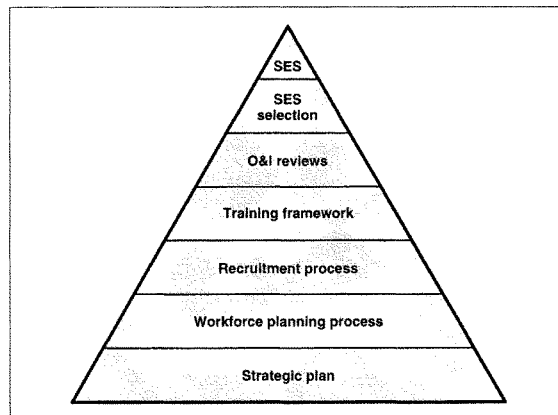 SES
SES
selection
O&I reviews
Training framework
Recruitment process
Workforce planning process
Strategic plan